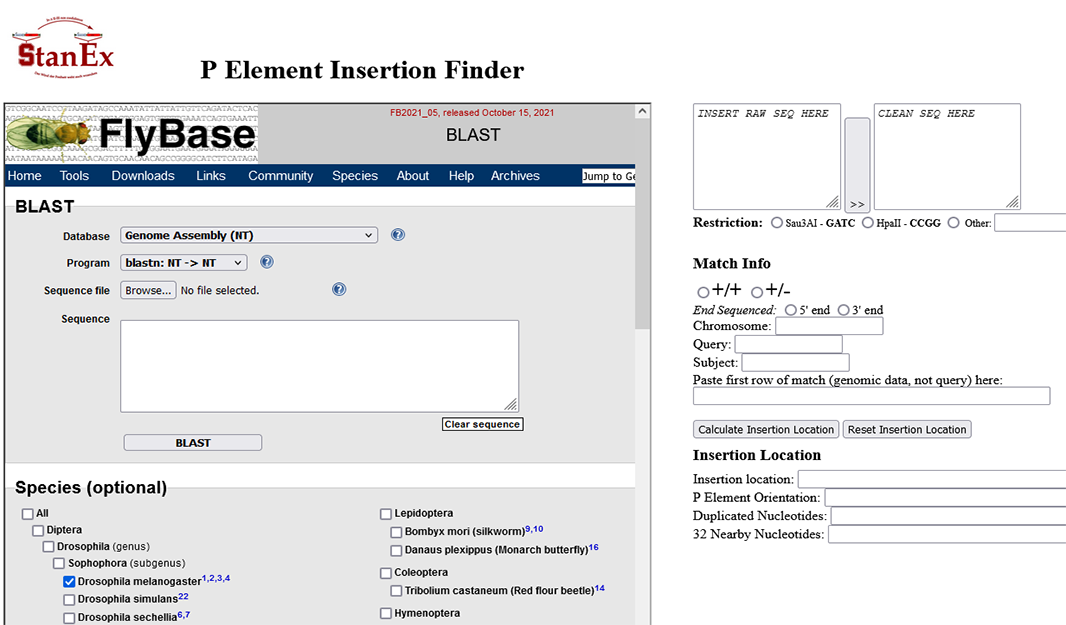 StanEx
P Element Insertion Finder
FlyBase
FB2021_05, released October 15, 2021
BLAST
Home Tools Downloads Links Community Species About Help Archives Jump to Ge
BLAST
Database Genome Assembly (NT)
Program blastn: NT -> NT
Sequence file Browse... No file selected.
Sequence
Clear sequence
BLAST
Species (optional)
All
Diptera
Drosophila (genus)
Sophophora (subgenus)
Drosophila melanogaster1,2,3,4
Drosophila simulans22
Drosophila sechellia6,7
Lepidoptera
Bombyx mori (silkworm)9,10
Danaus plexippus (Monarch butterfly)16
Coleoptera
Tribolium castaneum (Red flour beetle)14
Hymenoptera
INSERT RAW SEQ HERE
>>
CLEAN SEQ HERE
Restriction: Sau3AI - GATC HpaII - CCGG Other:
Match Info
+/+ +/-
End Sequenced: 5' end 3' end
Chromosome:
Query:
Subject:
Paste first row of match (genomic data, not query) here:
Calculate Insertion Location Reset Insertion Location
Insertion Location
Insertion location:
P Element Orientation:
Duplicated Nucleotides:
32 Nearby Nucleotides: